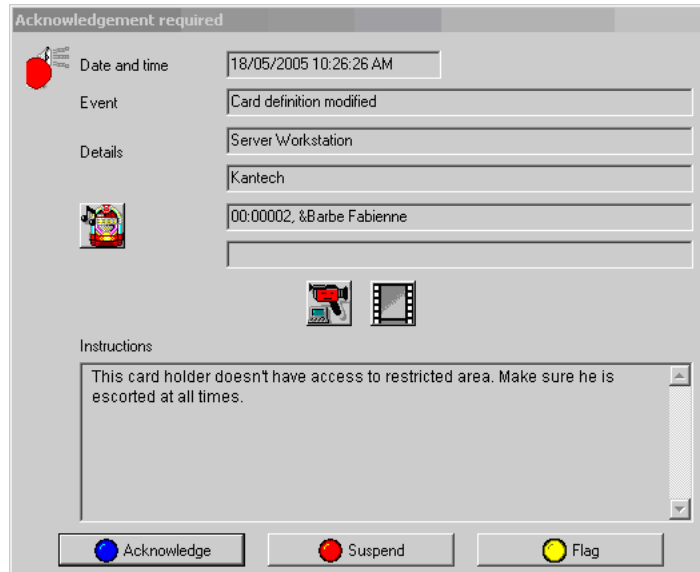 Acknowledgement required
Date and time
18/05/2005 10:26:26 AM
Event
Card definition modified
Details
Server Workstation
Kantech
00:00002, &Barbe Fabienne
Instructions
This card holder doesn't have access to restricted area. Make sure he is
escorted at all times.
Acknowledge
Suspend
Flag